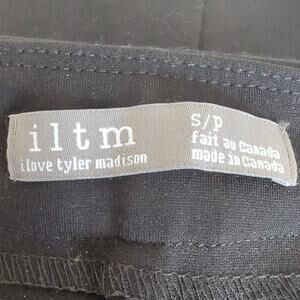 iltm
ilove tyler madison
s/p
fait au canada
made in canada